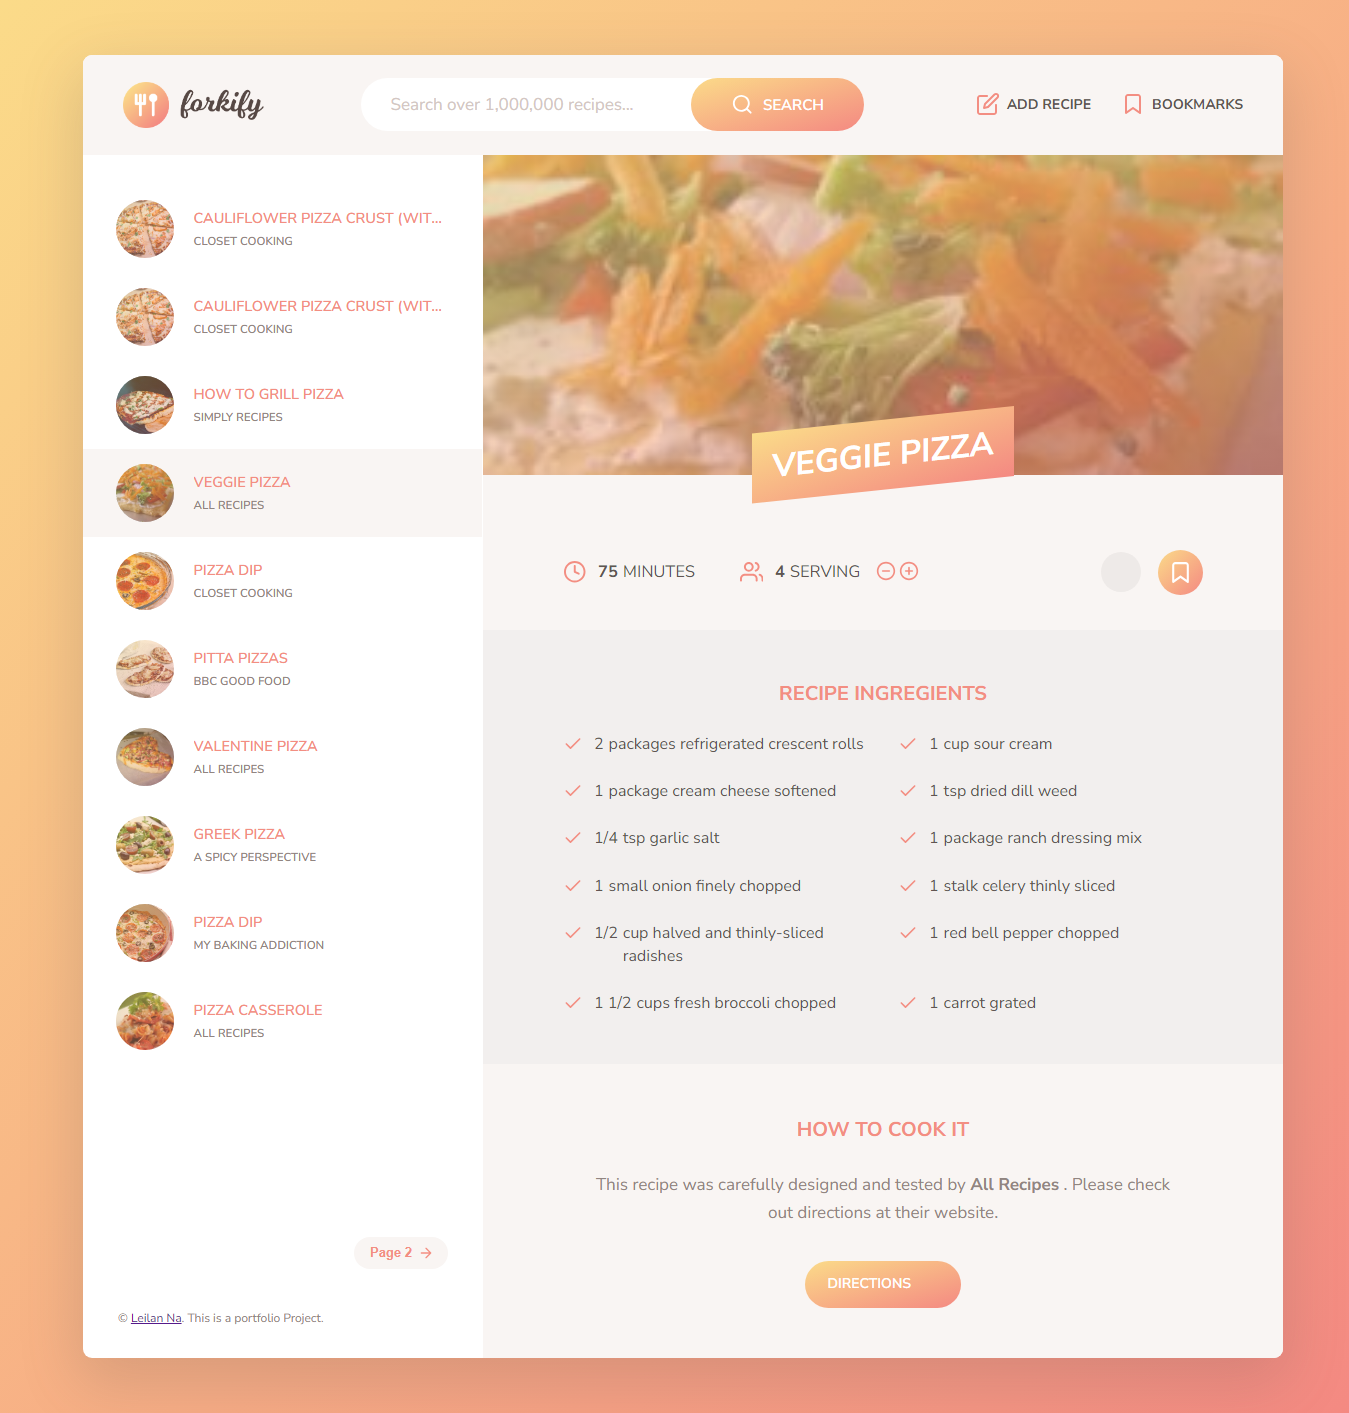 forkify
Search over 1,000,000 recipes...
SEARCH
ADD RECIPE
BOOKMARKS
CAULIFLOWER PIZZA CRUST (WIT...
CLOSET COOKING
CAULIFLOWER PIZZA CRUST (WIT...
CLOSET COOKING
HOW TO GRILL PIZZA
SIMPLY RECIPES
VEGGIE PIZZA
ALL RECIPES
PIZZA DIP
CLOSET COOKING
PITTA PIZZAS
BBC GOOD FOOD
VALENTINE PIZZA
ALL RECIPES
GREEK PIZZA
A SPICY PERSPECTIVE
PIZZA DIP
MY BAKING ADDICTION
PIZZA CASSEROLE
ALL RECIPES
Page 2
© Leilan Na. This is a portfolio Project.
VEGGIE PIZZA
75 MINUTES
4 SERVING
RECIPE INGREGIENTS
2 packages refrigerated crescent rolls
1 cup sour cream
1 package cream cheese softened
1 tsp dried dill weed
1/4 tsp garlic salt
1 package ranch dressing mix
1 small onion finely chopped
1 stalk celery thinly sliced
1/2 cup halved and thinly-sliced
radishes
1 red bell pepper chopped
1 1/2 cups fresh broccoli chopped
1 carrot grated
HOW TO COOK IT
This recipe was carefully designed and tested by All Recipes . Please check
out directions at their website.
DIRECTIONS